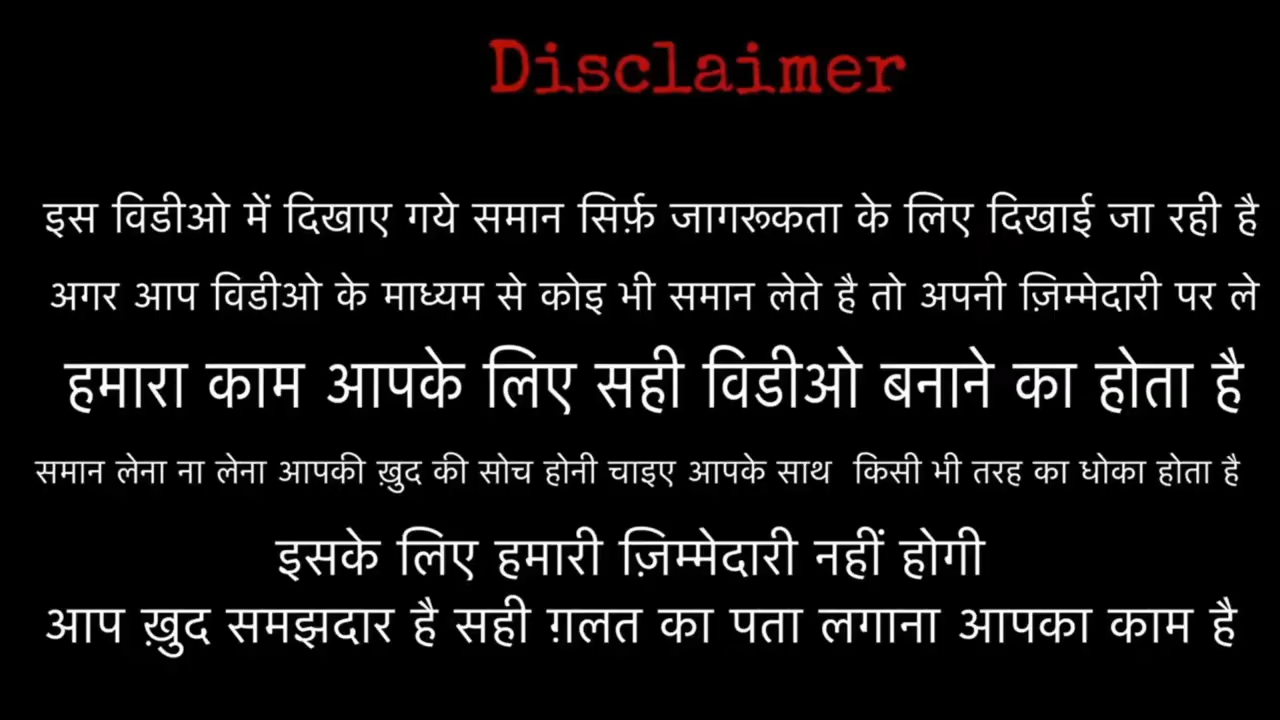 Disclaimer
इस विडीओ में दिखाए गये समान सिर्फ़ जागरूकता के लिए दिखाई जा रही है
अगर आप विडीओ के माध्यम से कोइ भी समान लेते है तो अपनी ज़िम्मेदारी पर ले
हमारा काम आपके लिए सही विडीओ बनाने का होता है
समान लेना ना लेना आपकी ख़ुद की सोच होनी चाइए आपके साथ किसी भी तरह का धोका होता है
इसके लिए हमारी ज़िम्मेदारी नहीं होगी
आप ख़ुद समझदार है सही ग़लत का पता लगाना आपका काम है